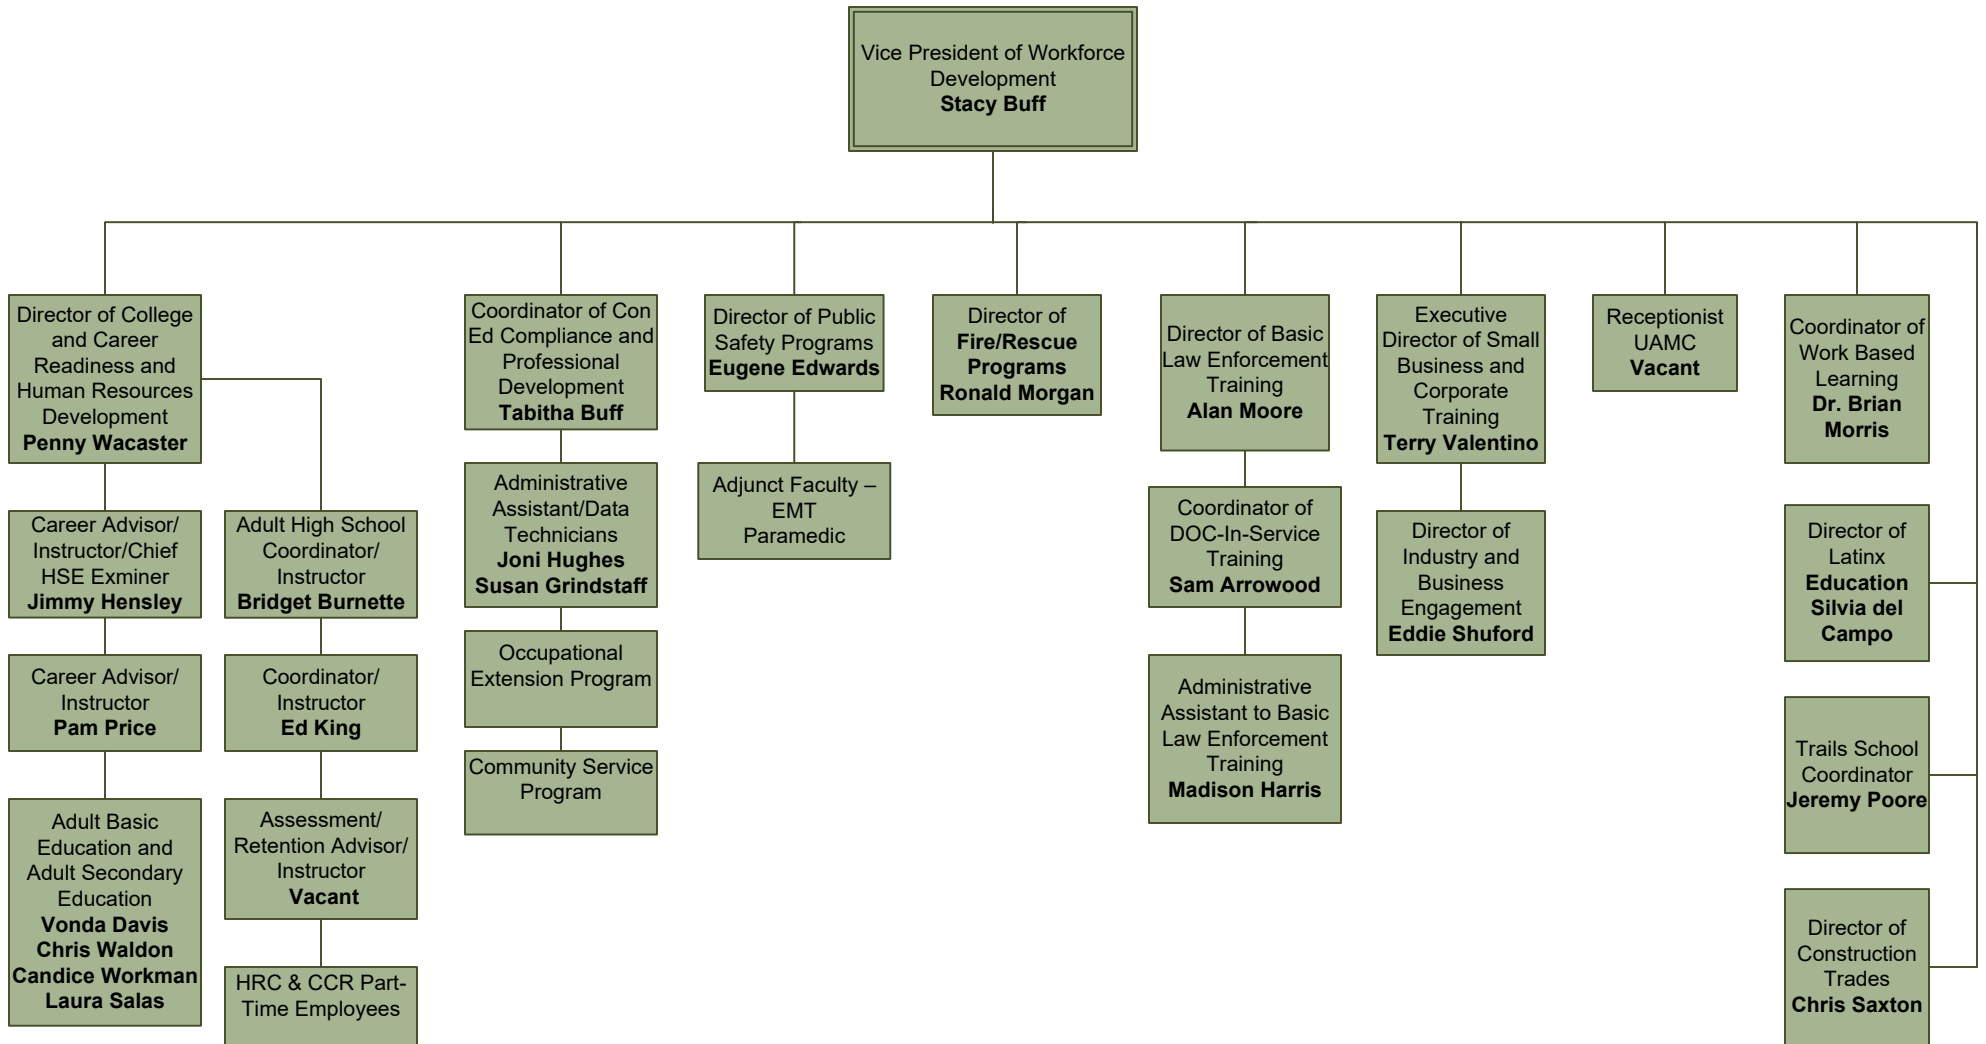 Vice President of Workforce
Development
Stacy Buff
Director of College
and Career
Readiness and
Human Resources
Development
Penny Wacaster
Career Advisor/
Instructor/Chief
HSE Exminer
Jimmy Hensley
Career Advisor/
Instructor
Pam Price
Adult Basic
Education and
Adult Secondary
Education
Vonda Davis
Chris Waldon
Candice Workman
Laura Salas
Adult High School
Coordinator/
Instructor
Bridget Burnette
Coordinator/
Instructor
Ed King
Assessment/
Retention Advisor/
Instructor
Vacant
HRC & CCR Part-
Time Employees
Coordinator of Con
Ed Compliance and
Professional
Development
Tabitha Buff
Administrative
Assistant/Data
Technicians
Joni Hughes
Susan Grindstaff
Occupational
Extension Program
Community Service
Program
Director of Public
Safety Programs
Eugene Edwards
Adjunct Faculty –
EMT
Paramedic
Director of
Fire/Rescue
Programs
Ronald Morgan
Director of Basic
Law Enforcement
Training
Alan Moore
Coordinator of
DOC-In-Service
Training
Sam Arrowood
Administrative
Assistant to Basic
Law Enforcement
Training
Madison Harris
Executive
Director of Small
Business and
Corporate
Training
Terry Valentino
Director of
Industry and
Business
Engagement
Eddie Shuford
Receptionist
UAMC
Vacant
Coordinator of
Work Based
Learning
Dr. Brian
Morris
Director of
Latinx
Education
Silvia del
Campo
Trails School
Coordinator
Jeremy Poore
Director of
Construction
Trades
Chris Saxton